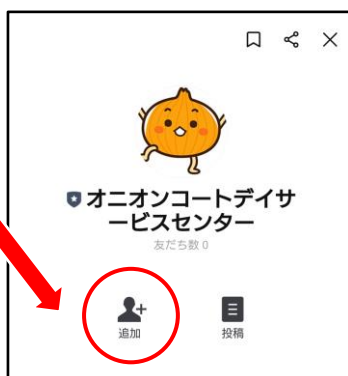 オニオンコートデイサ
ービスセンター
友だち数 0
追加
投稿